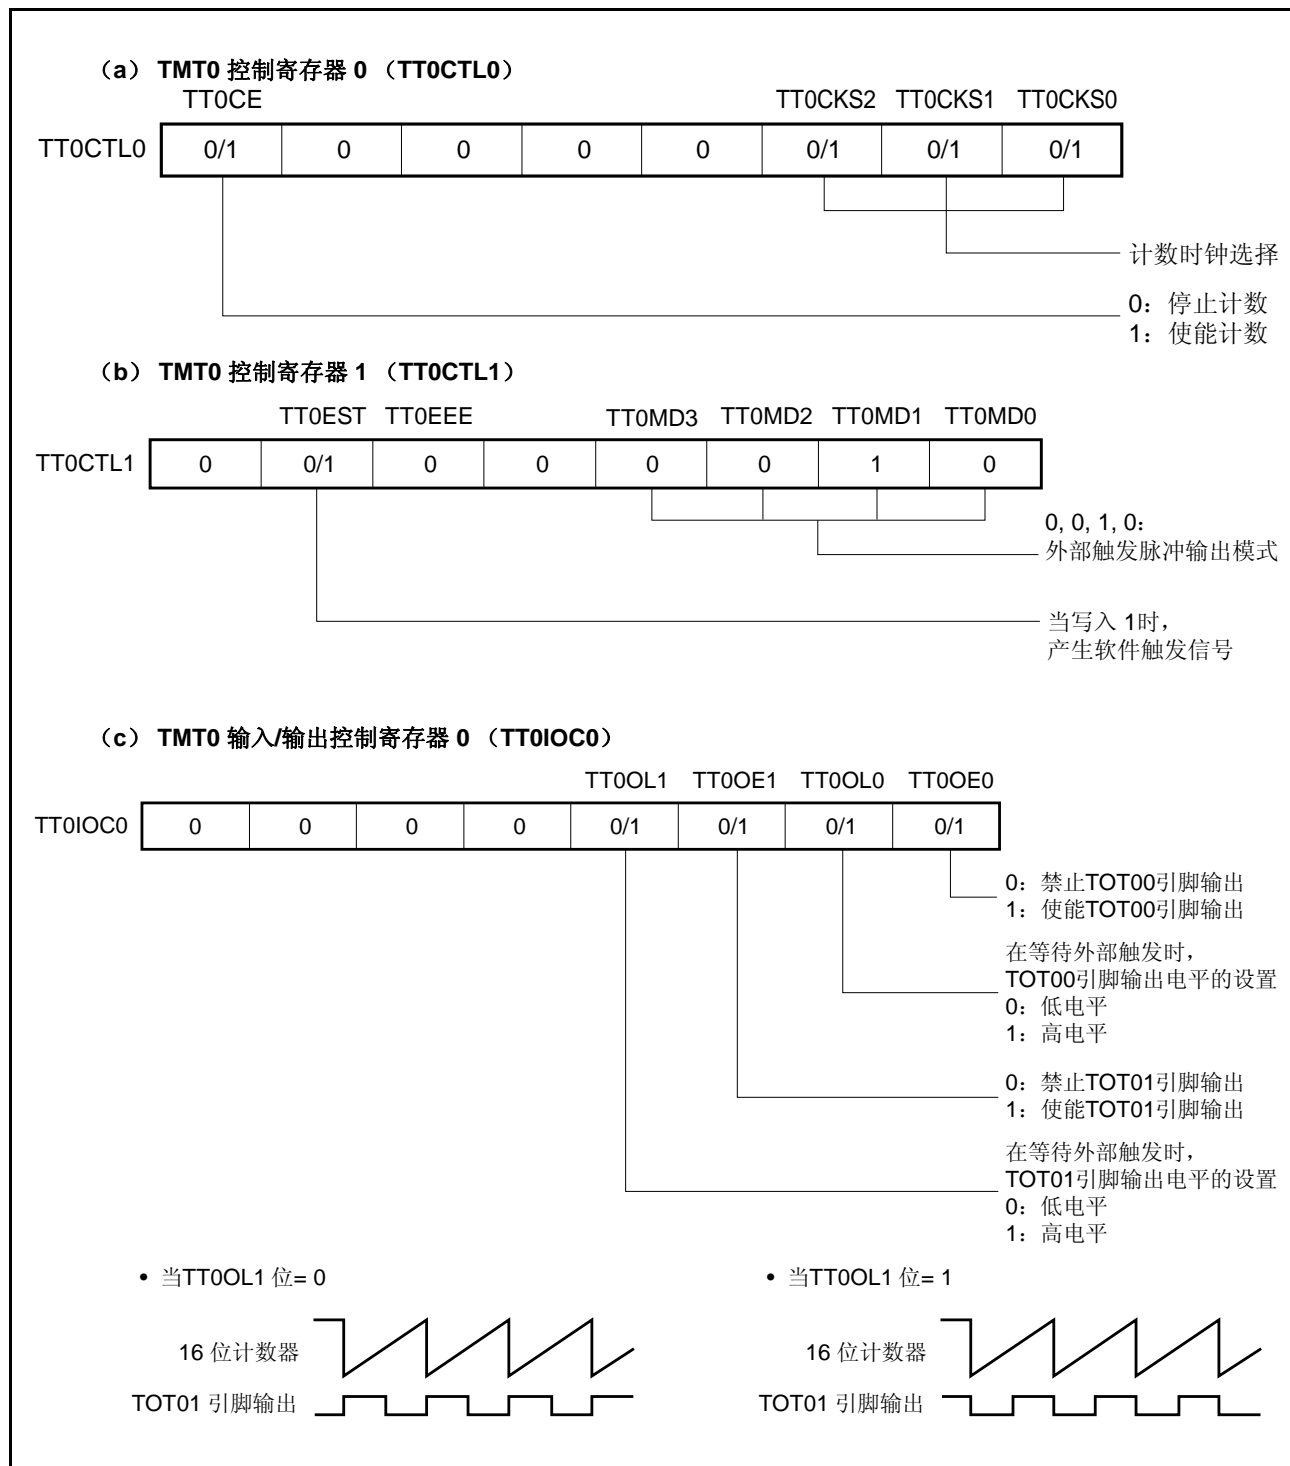 （a） TMT0 控制寄存器 0 （TT0CTL0）
TT0CE TT0CKS2 TT0CKS1 TT0CKS0
TT0CTL0 0/1 0 0 0 0 0/1 0/1 0/1
计数时钟选择
0：停止计数
1：使能计数
（b） TMT0 控制寄存器 1 （TT0CTL1）
TT0EST TT0EEE TT0MD3 TT0MD2 TT0MD1 TT0MD0
TT0CTL1 0 0/1 0 0 0 0 1 0
0, 0, 1, 0:
外部触发脉冲输出模式
当写入 1时，
产生软件触发信号
（c） TMT0 输入/输出控制寄存器 0 （TT0IOC0）
TT0OL1 TT0OE1 TT0OL0 TT0OE0
TT0IOC0 0 0 0 0 0/1 0/1 0/1 0/1
0：禁止TOT00引脚输出
1：使能TOT00引脚输出
在等待外部触发时，
TOT00引脚输出电平的设置
0：低电平
1：高电平
0：禁止TOT01引脚输出
1：使能TOT01引脚输出
在等待外部触发时，
TOT01引脚输出电平的设置
0：低电平
1：高电平
• 当TT0OL1 位= 0 • 当TT0OL1 位= 1
16 位计数器 16 位计数器
TOT01 引脚输出 TOT01 引脚输出